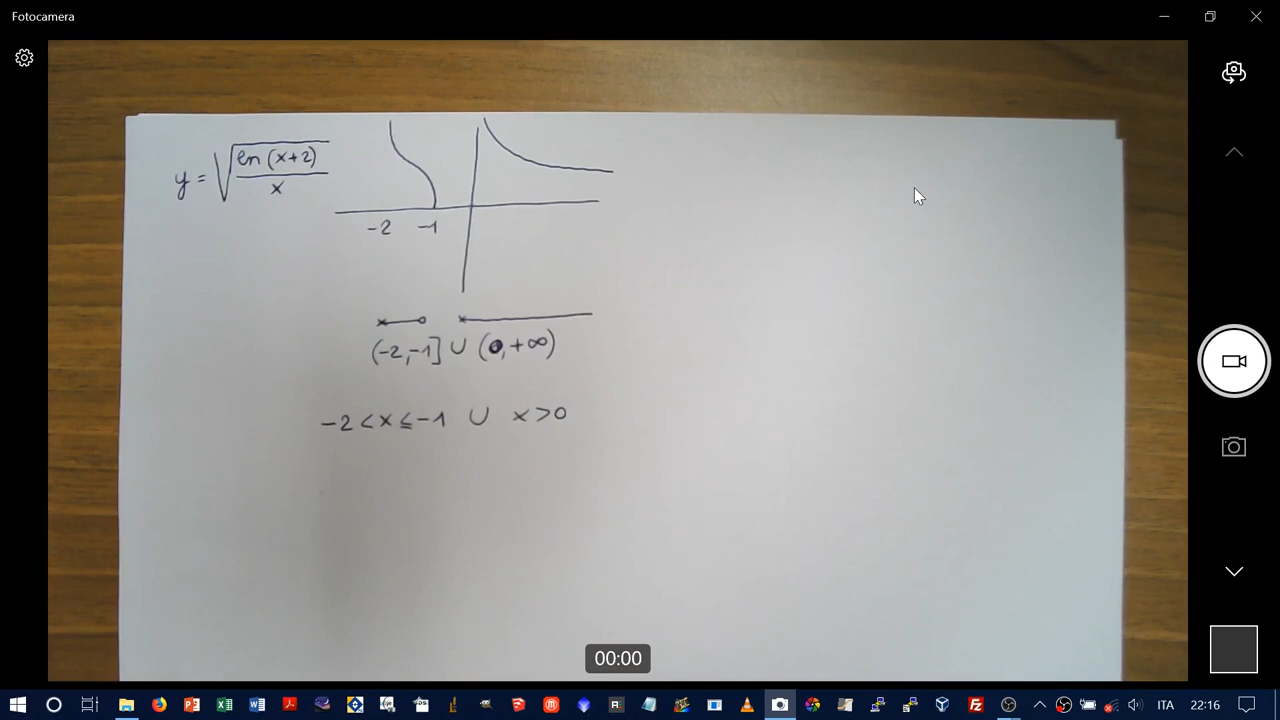 Fotocamera
y = √(ln (x+2) / x)
-2 -1
(-2,-1] ∪ (0,+∞)
-2 < x ≤ -1 ∪ x > 0
00:00
ITA 22:16